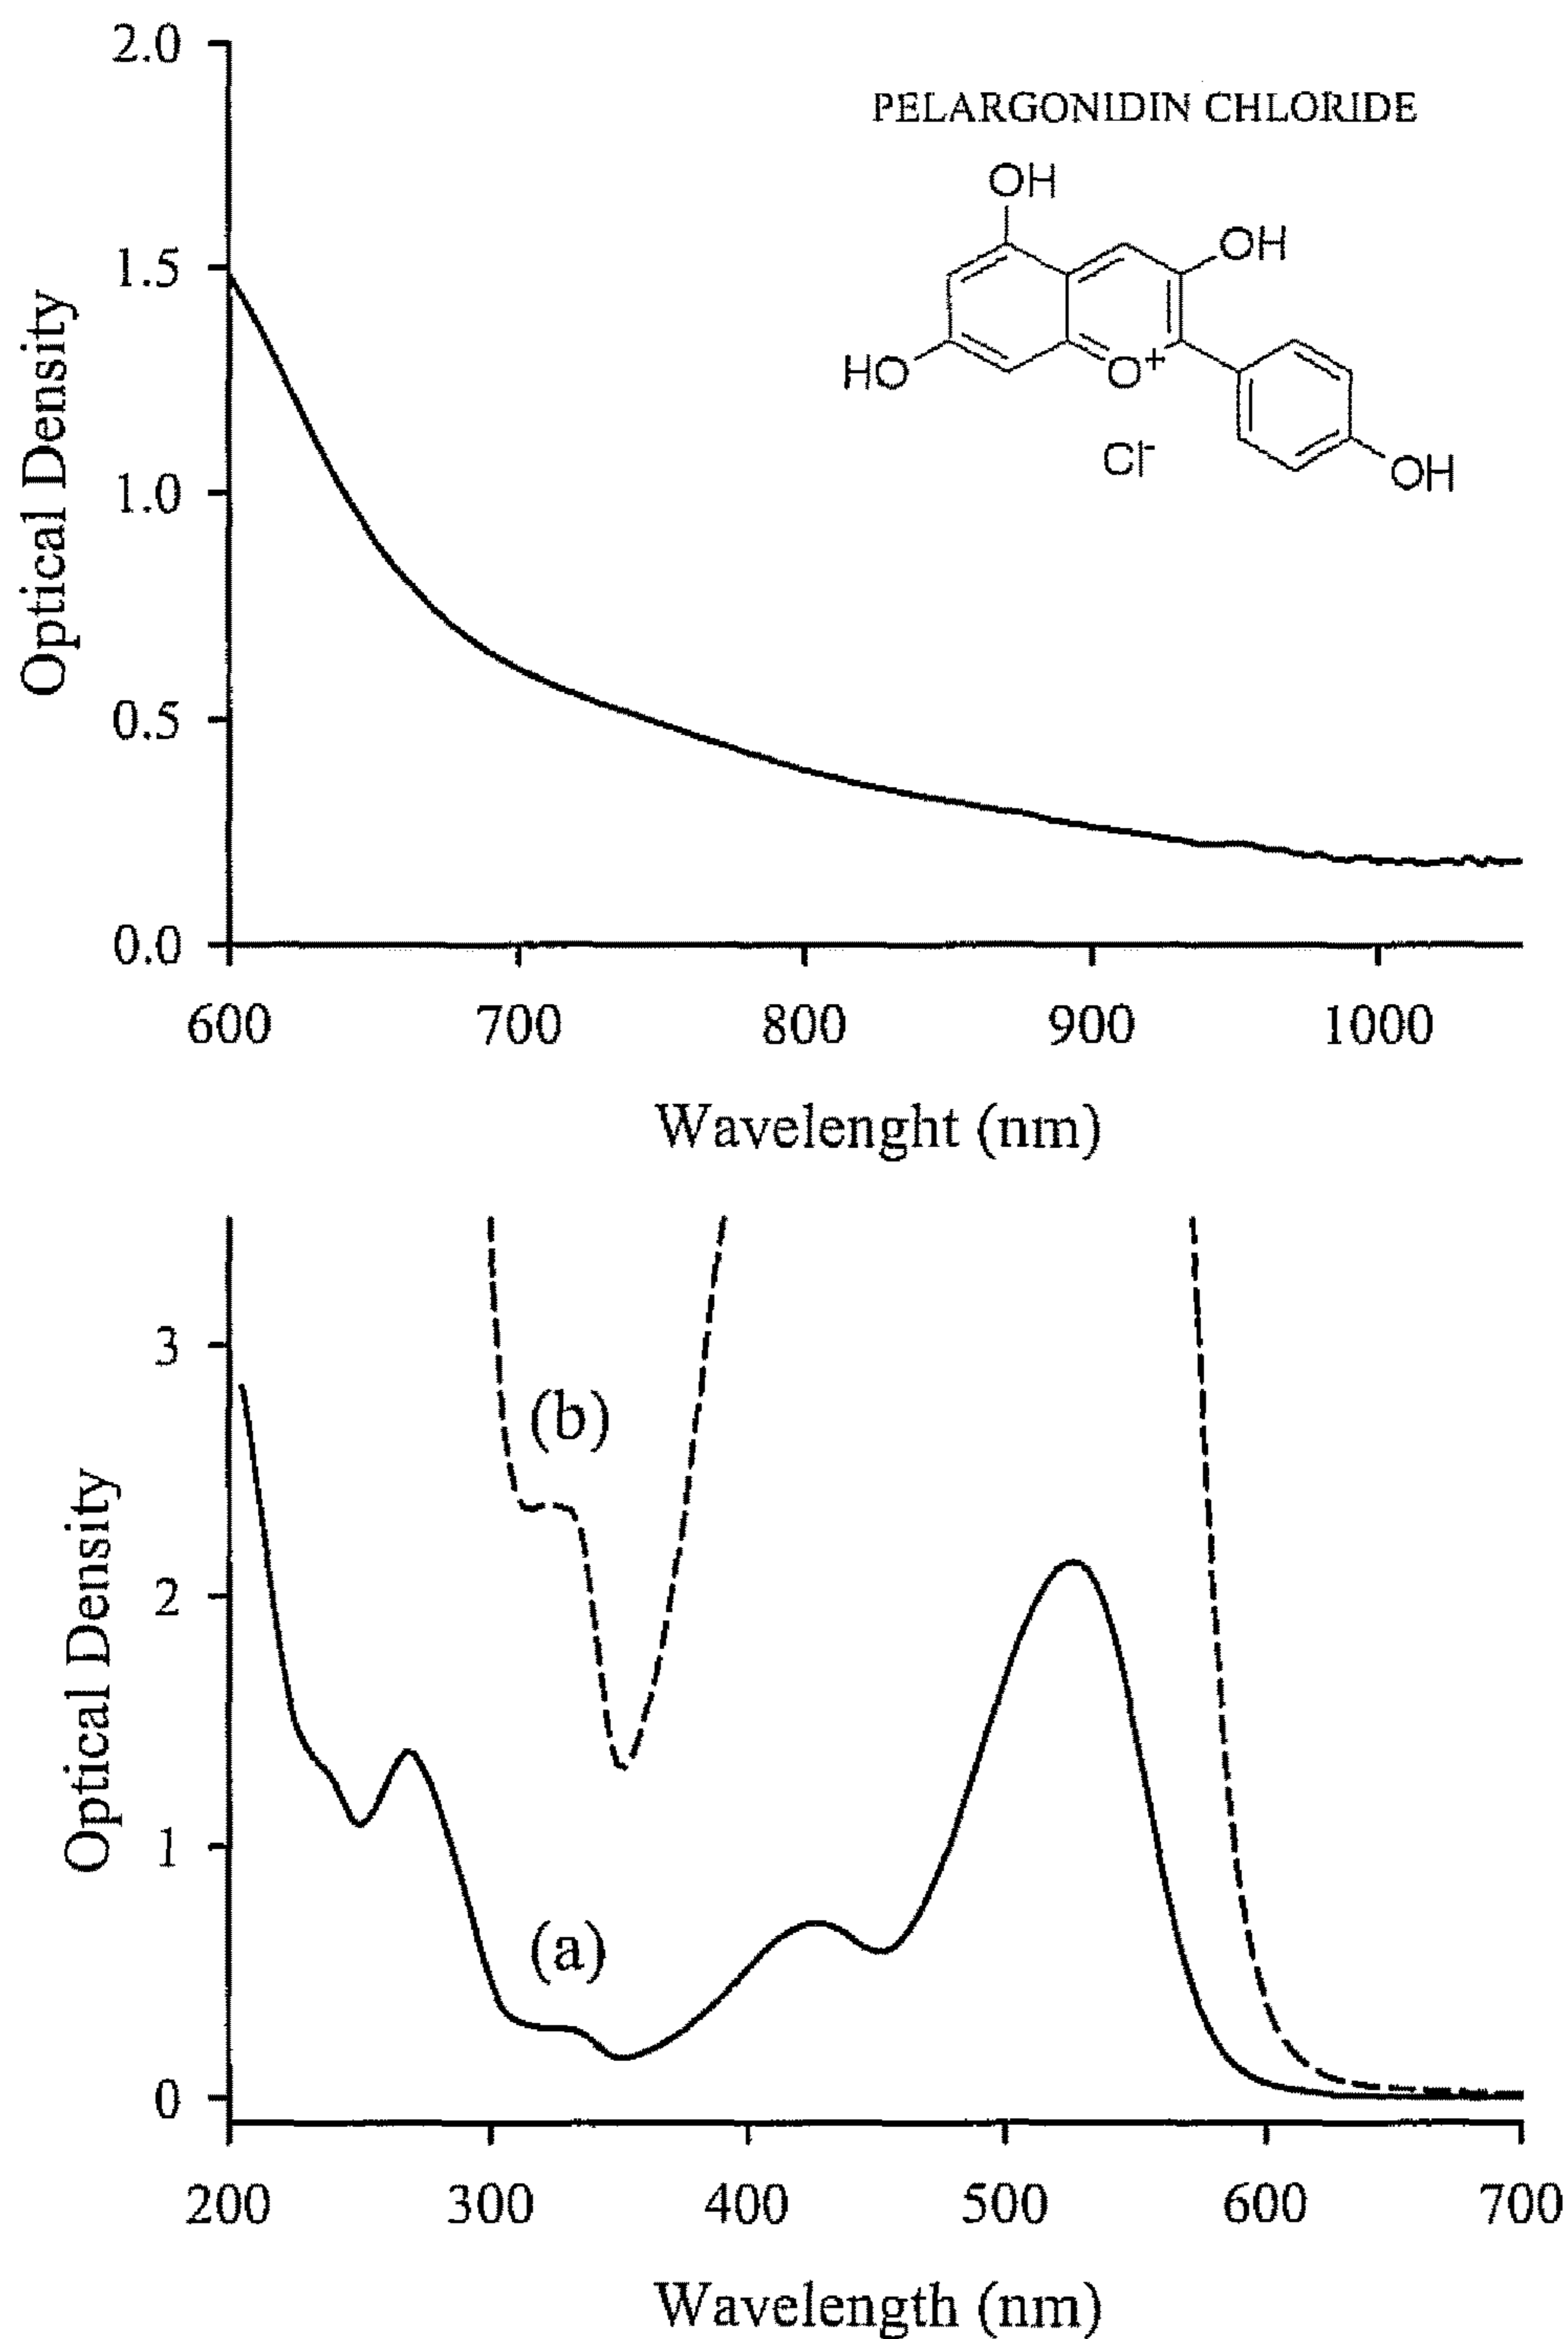 2.0
PELARGONIDIN CHLORIDE
OH
1.5
OH
HO
O+
Cl-
OH
1.0
Optical Density
0.5
0.0
600 700 800 900 1000
Wavelenght (nm)
3
(b)
2
Optical Density
1
(a)
0
200 300 400 500 600 700
Wavelength (nm)